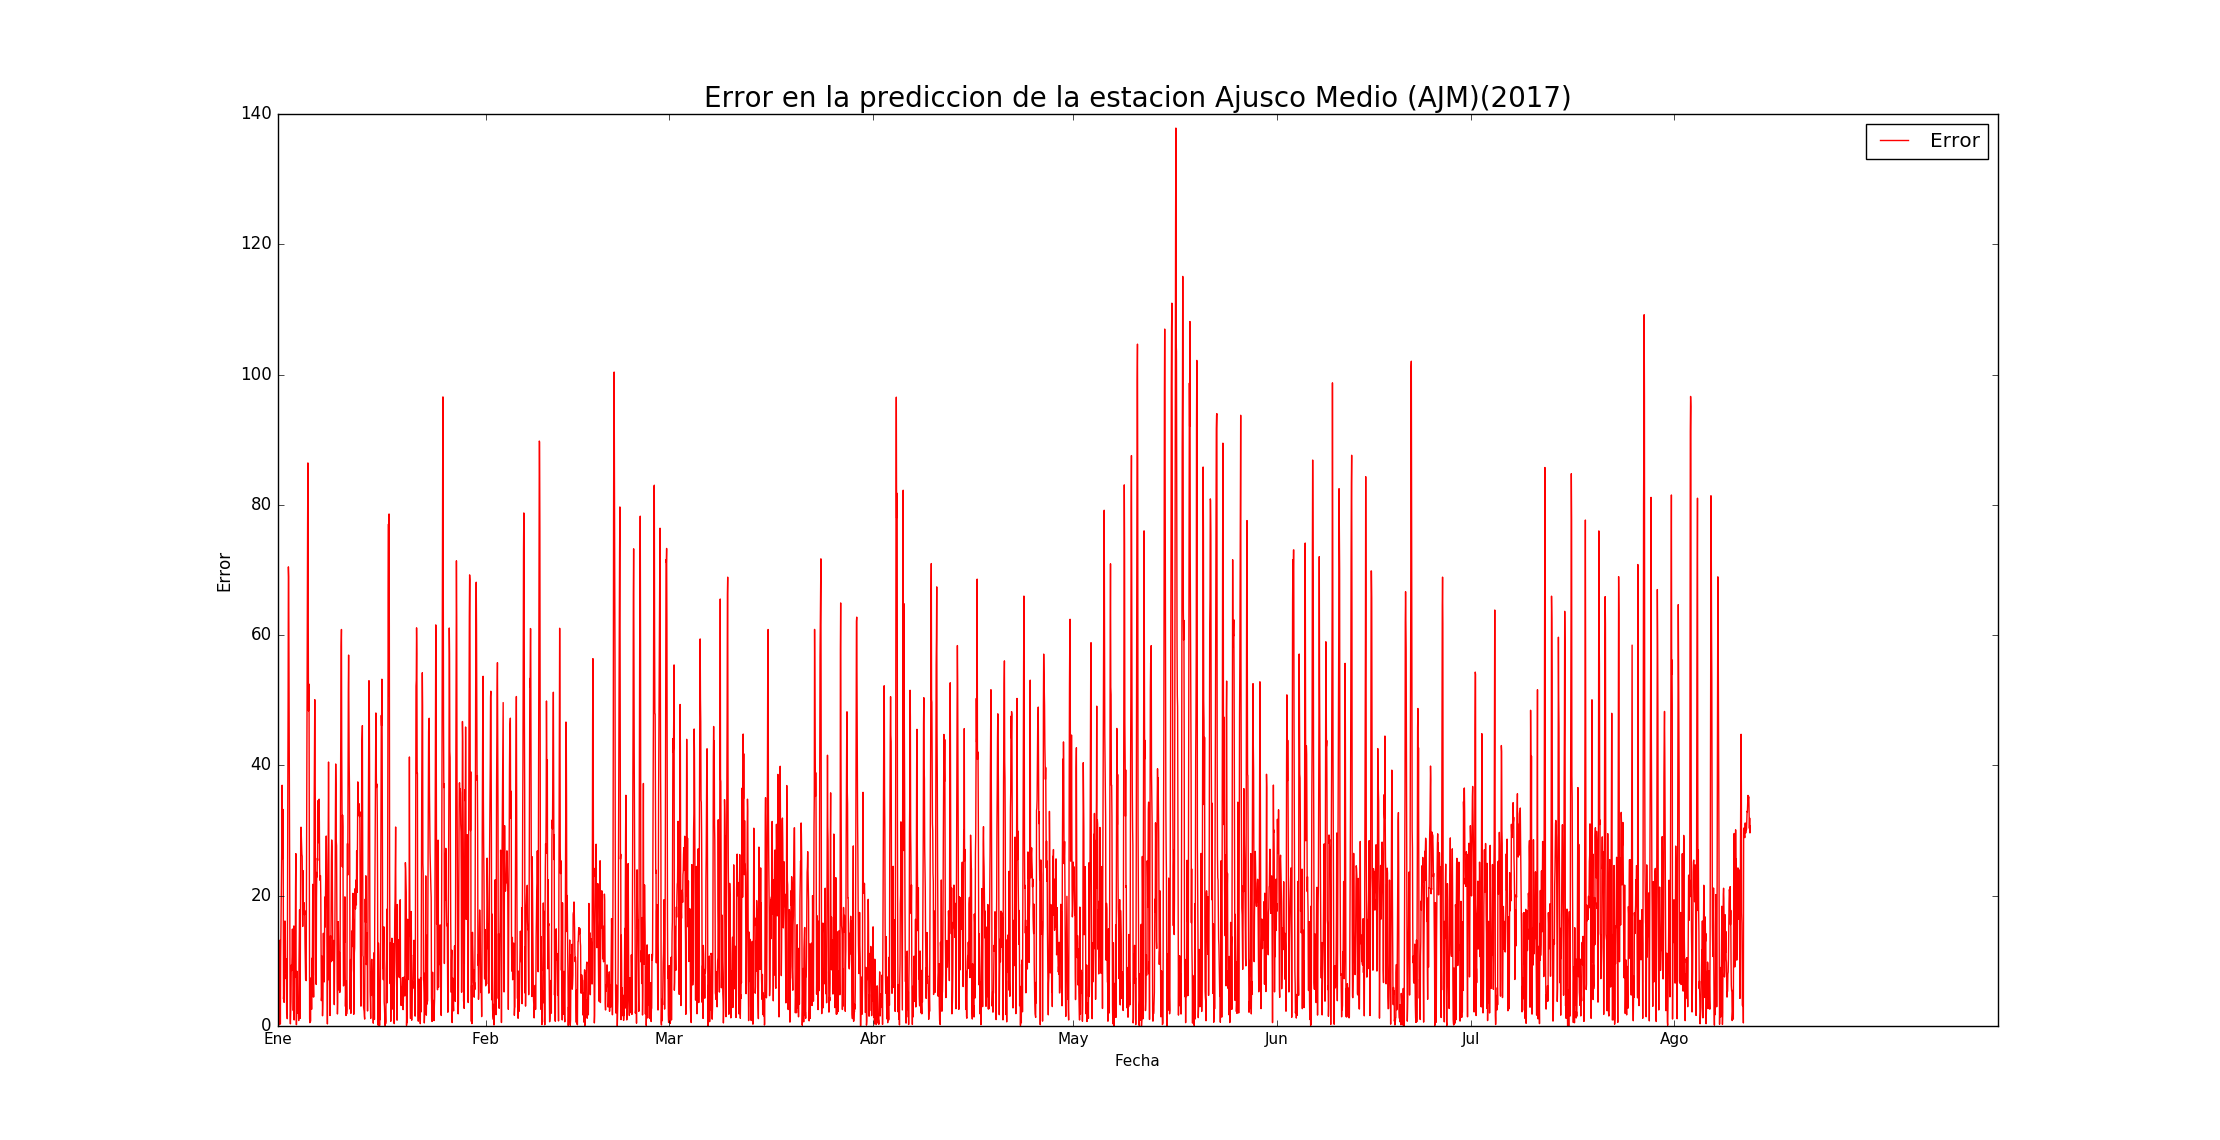 Error en la prediccion de la estacion Ajusco Medio (AJM)(2017)
140
120
100
80
60
40
20
0
Error
Error
Ene
Feb
Mar
Abr
May
Jun
Jul
Ago
Fecha